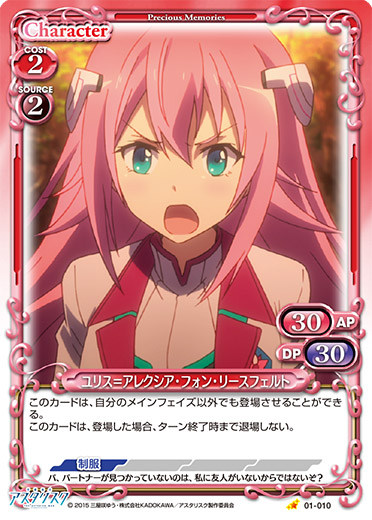 Precious Memories
Character
COST
2
SOURCE
2
30 AP
DP 30
ユリス=アレクシア・フォン・リースフェルト
このカードは、自分のメインフェイズ以外でも登場させることができ
る。
このカードは、登場した場合、ターン終了時まで退場しない。
制服
パ、パートナーが見つかっていないのは、私に友人がいないからではないぞ?
アスタリスク
01-010
© 2015 三屋咲ゆう・株式会社KADOKAWA/アスタリスク製作委員会